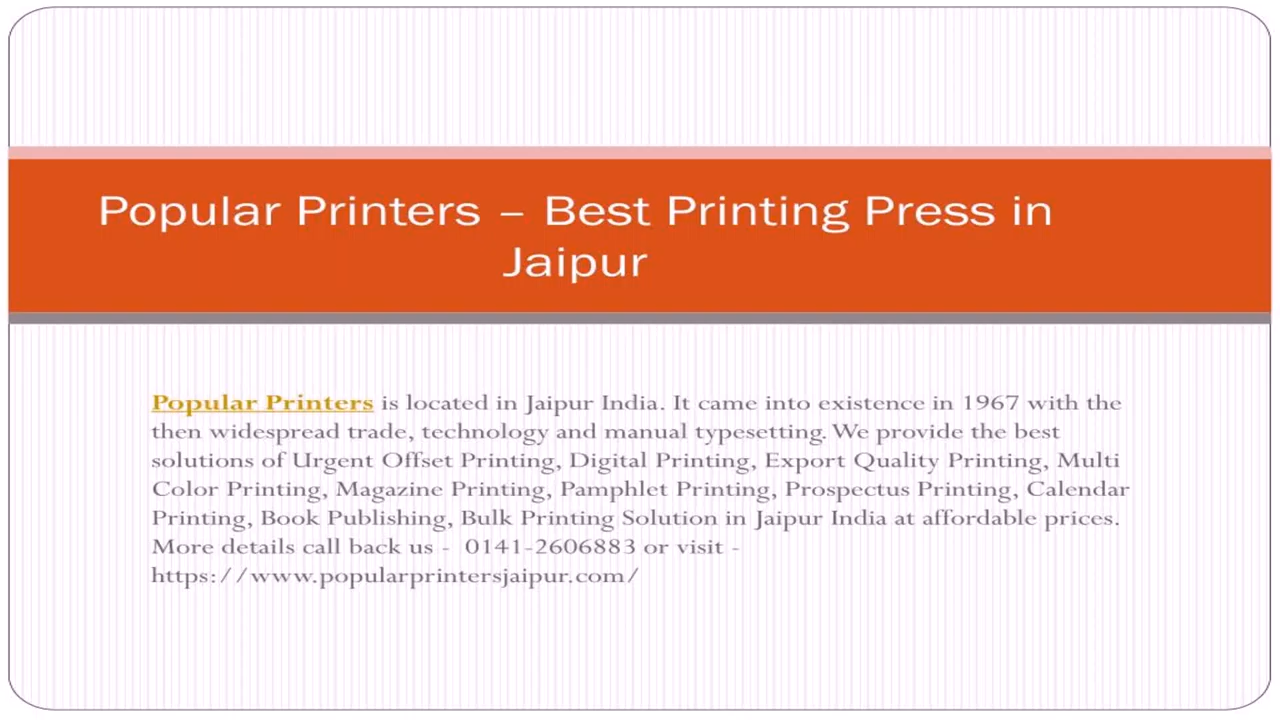 Popular Printers – Best Printing Press in
Jaipur
Popular Printers is located in Jaipur India. It came into existence in 1967 with the
then widespread trade, technology and manual typesetting. We provide the best
solutions of Urgent Offset Printing, Digital Printing, Export Quality Printing, Multi
Color Printing, Magazine Printing, Pamphlet Printing, Prospectus Printing, Calendar
Printing, Book Publishing, Bulk Printing Solution in Jaipur India at affordable prices.
More details call back us - 0141-2606883 or visit -
https://www.popularprintersjaipur.com/